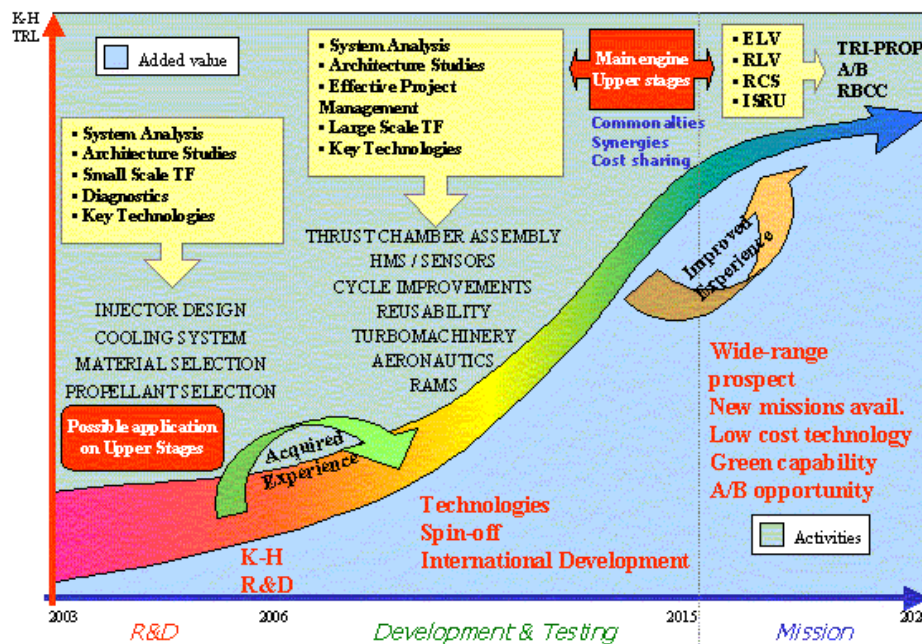 K-H
TRL
Added value
▪ System Analysis
▪ Architecture Studies
▪ Small Scale TF
▪ Diagnostics
▪ Key Technologies
▪ System Analysis
▪ Architecture Studies
▪ Effective Project
Management
▪ Large Scale TF
▪ Key Technologies
Main engine
Upper stages
Commonalties
Synergies
Cost sharing
▪ ELV
▪ RLV
▪ RCS
▪ ISRU
TRI-PROP
A/B
RBCC
INJECTOR DESIGN
COOLING SYSTEM
MATERIAL SELECTION
PROPELLANT SELECTION
THRUST CHAMBER ASSEMBLY
HMS / SENSORS
CYCLE IMPROVEMENTS
REUSABILITY
TURBOMACHINERY
AERONAUTICS
RAMS
Possible application
on Upper Stages
Acquired
Experience
Improved
Experience
K-H
R&D
Technologies
Spin-off
International Development
Wide-range
prospect
New missions avail.
Low cost technology
Green capability
A/B opportunity
Activities
2003
2006
2015
R&D
Development & Testing
Mission